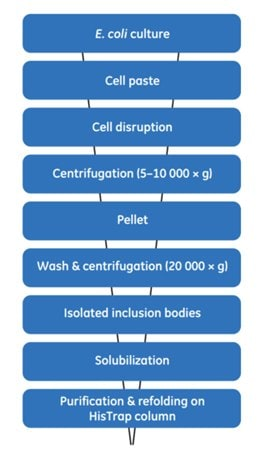 E. coli culture
Cell paste
Cell disruption
Centrifugation (5–10 000 × g)
Pellet
Wash & centrifugation (20 000 × g)
Isolated inclusion bodies
Solubilization
Purification & refolding on
HisTrap column